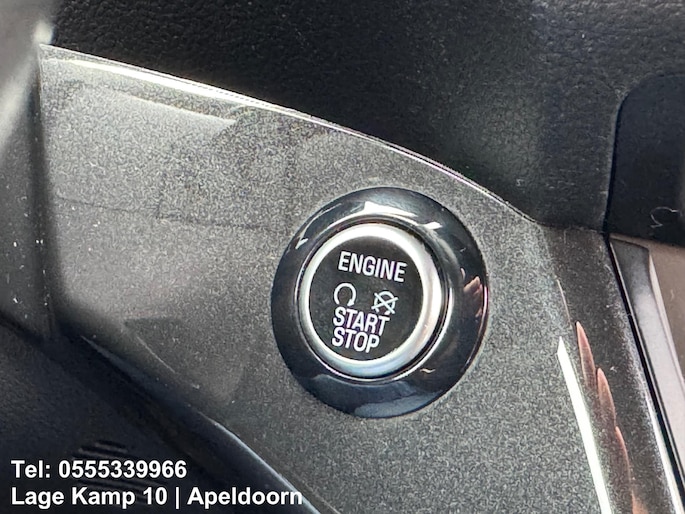 ENGINE
START
STOP
Tel: 0555339966
Lage Kamp 10 | Apeldoorn